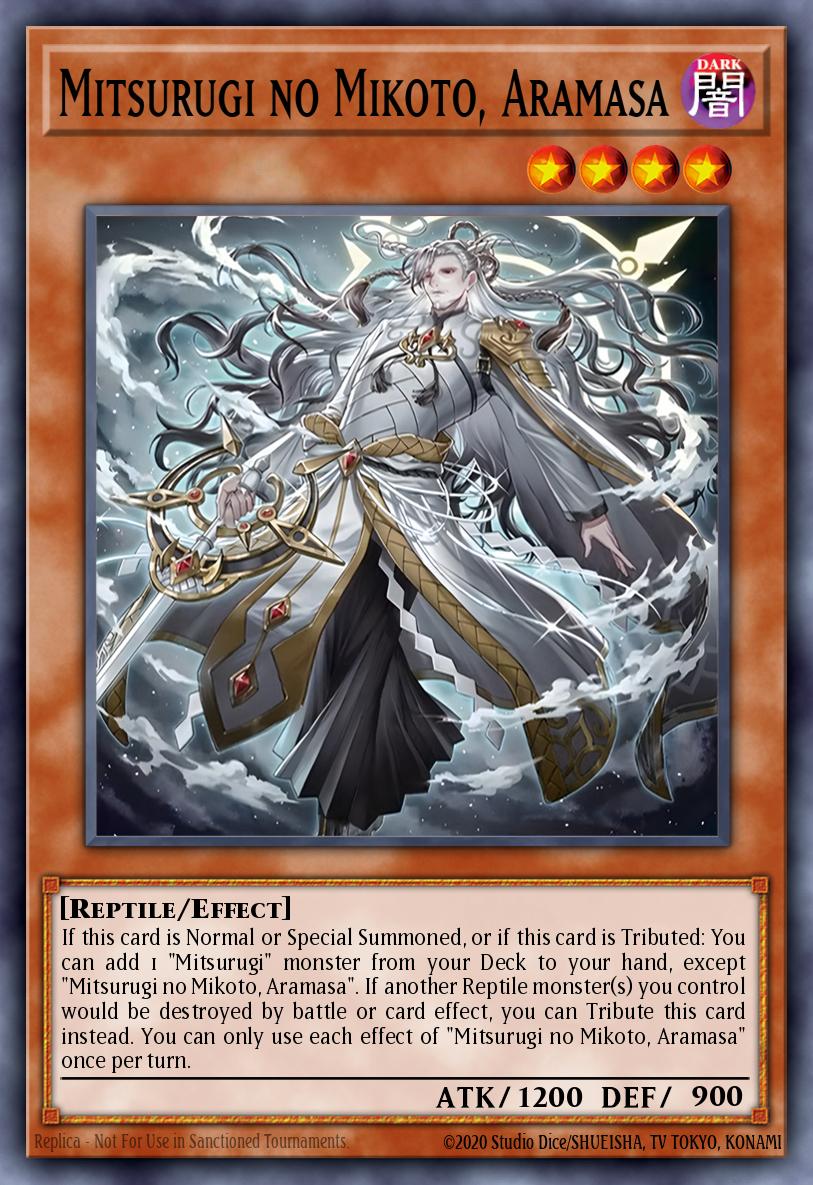 Mitsurugi no Mikoto, Aramasa
DARK
闇
[Reptile/Effect]
If this card is Normal or Special Summoned, or if this card is Tributed: You
can add 1 "Mitsurugi" monster from your Deck to your hand, except
"Mitsurugi no Mikoto, Aramasa". If another Reptile monster(s) you control
would be destroyed by battle or card effect, you can Tribute this card
instead. You can only use each effect of "Mitsurugi no Mikoto, Aramasa"
once per turn.
ATK/ 1200 DEF/ 900
Replica - Not For Use in Sanctioned Tournaments.
©2020 Studio Dice/SHUEISHA, TV TOKYO, KONAMI